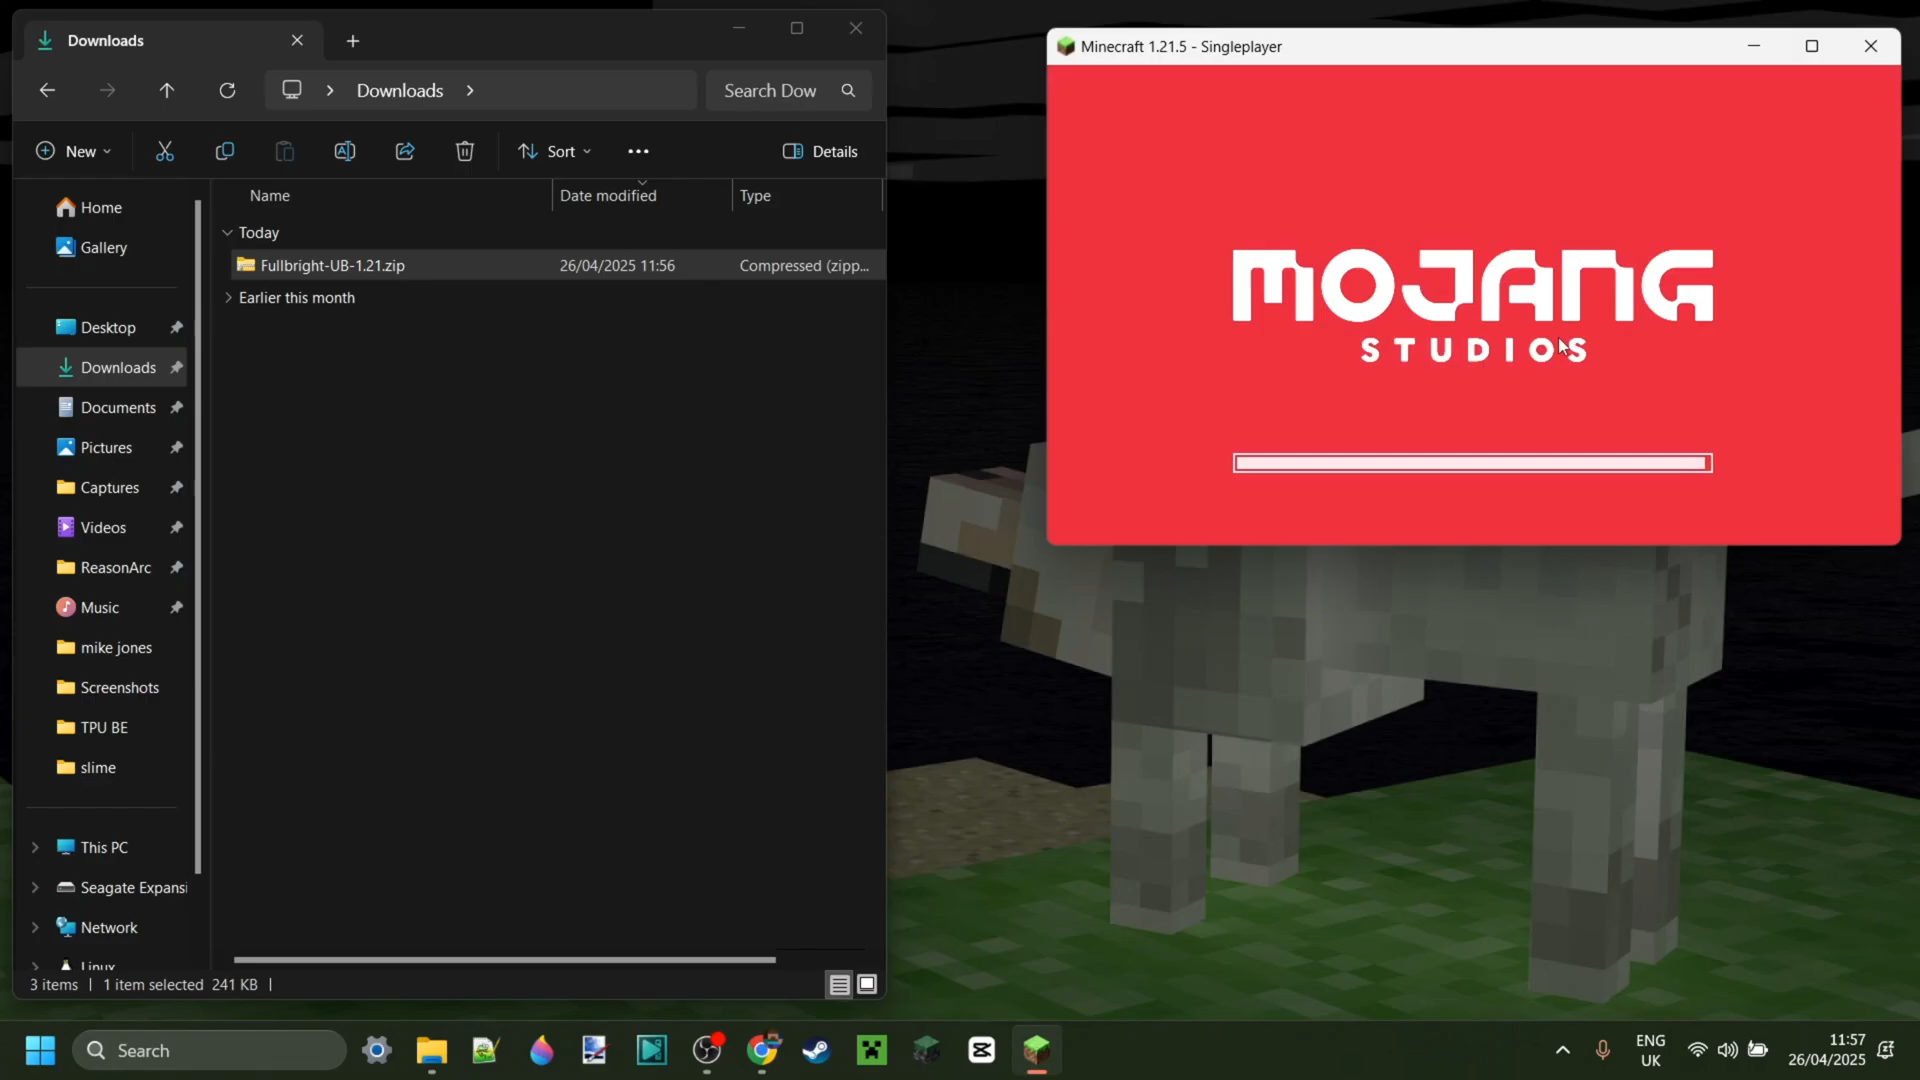 Downloads
Downloads
Search Dow
New
Sort
Details
Name
Date modified
Type
Home
Gallery
Today
Fullbright-UB-1.21.zip
26/04/2025 11:56
Compressed (zipp...
Earlier this month
Desktop
Downloads
Documents
Pictures
Captures
Videos
ReasonArc
Music
mike jones
Screenshots
TPU BE
slime
This PC
Seagate Expansi
Network
Linux
3 items
1 item selected 241 KB
Minecraft 1.21.5 - Singleplayer
MOJANG
STUDIOS
Search
ENG
UK
11:57
26/04/2025